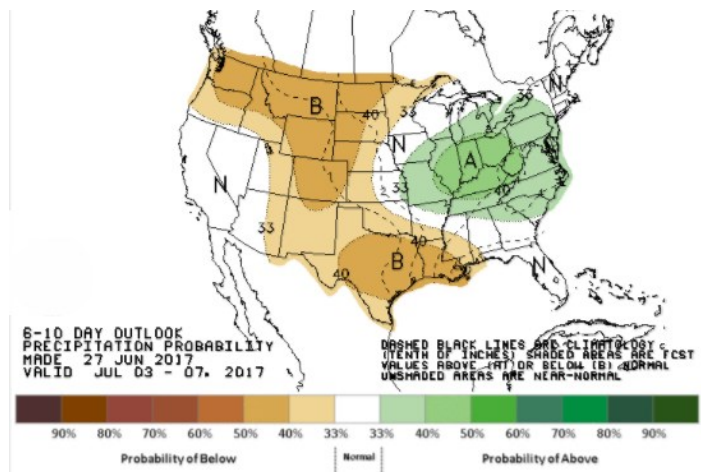 33
N
B
40
33
N
A
40
33
N
33
40
40
B
N
6-10 DAY OUTLOOK
PRECIPITATION PROBABILITY
MADE 27 JUN 2017
VALID JUL 03 - 07, 2017
DASHED BLACK LINES ARE CLIMATOLOGY
(TENTH OF INCHES) SHADED AREAS ARE FCST
VALUES ABOVE (A) OR BELOW (B) NORMAL
UNSHADED AREAS ARE NEAR-NORMAL
90% 80% 70% 60% 50% 40% 33% 33% 40% 50% 60% 70% 80% 90%
Probability of Below Normal Probability of Above